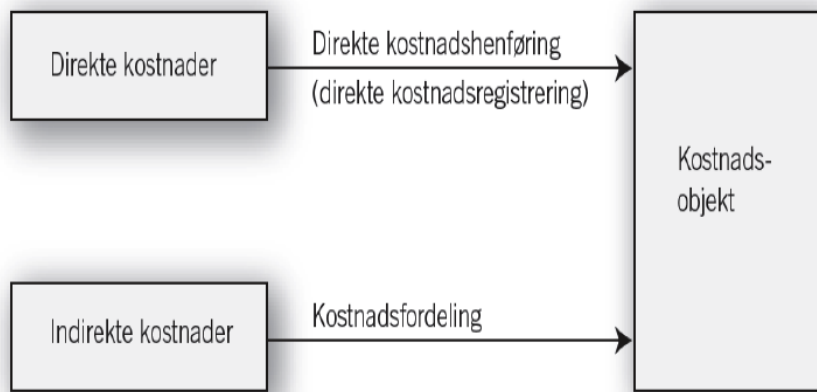 Direkte kostnader
Direkte kostnadshenføring
(direkte kostnadsregistrering)
Kostnads-
objekt
Indirekte kostnader
Kostnadsfordeling